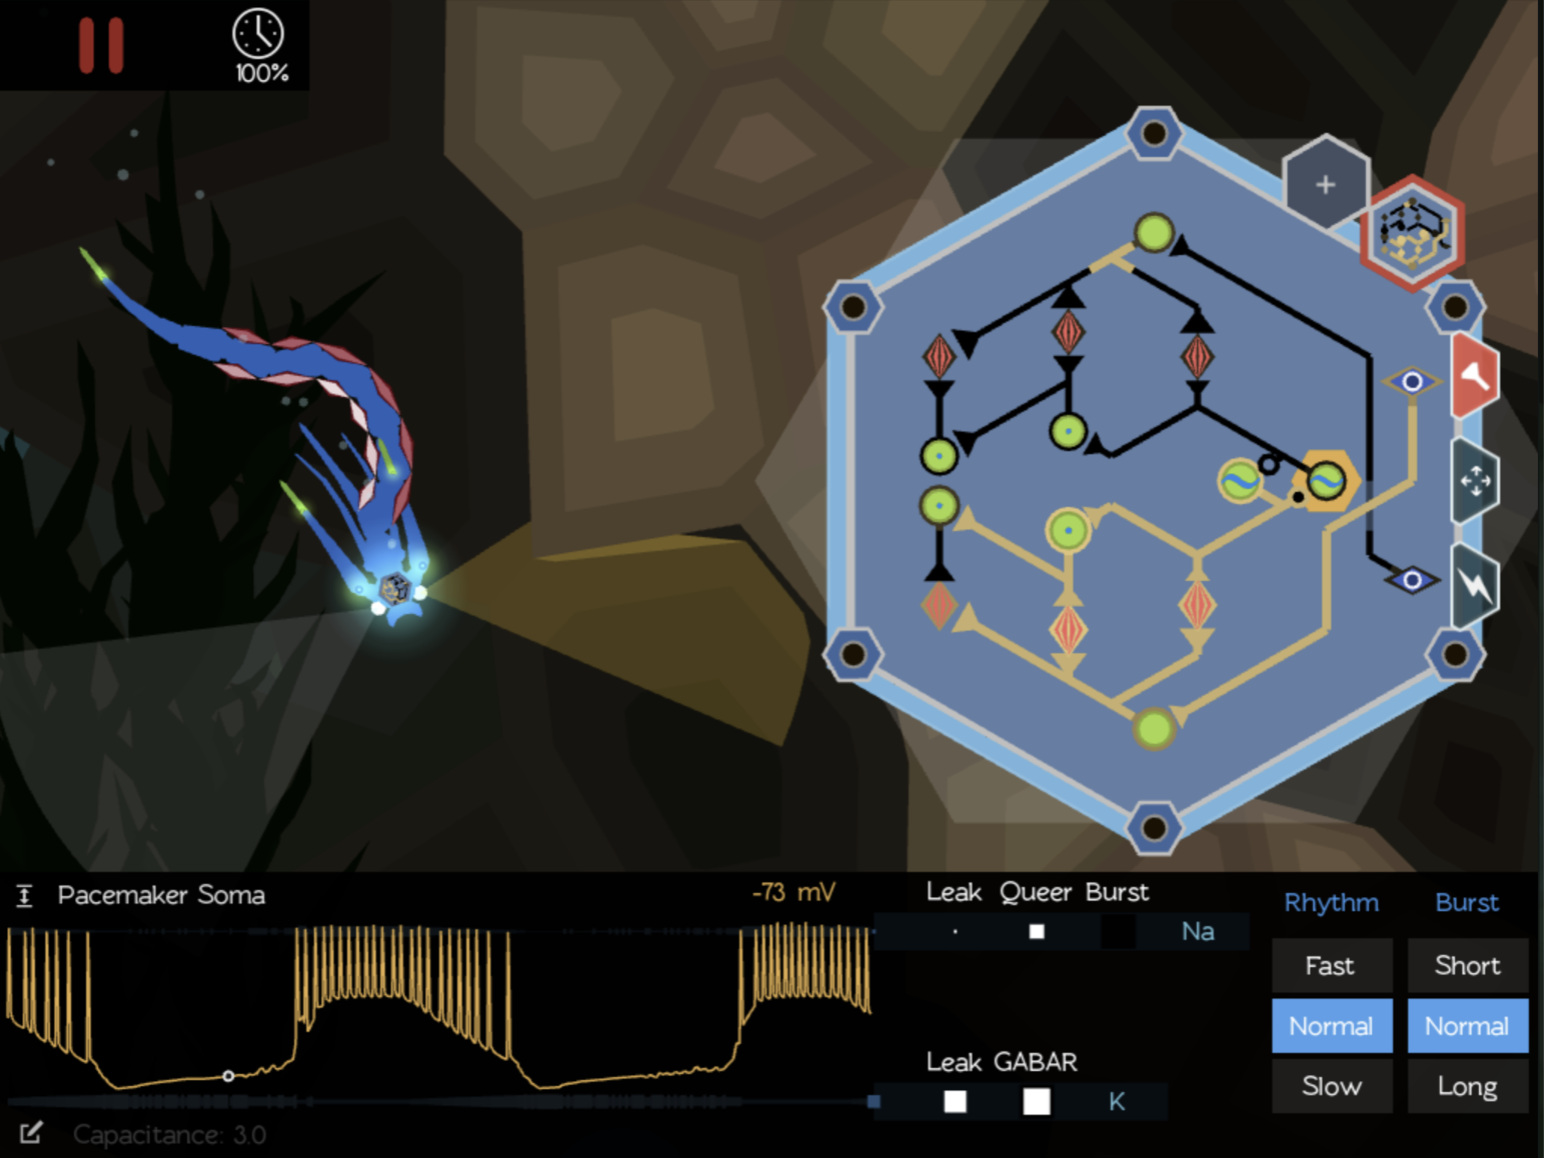 100%
Pacemaker Soma
-73 mV
Leak Queer Burst
Na
Leak GABAR
K
Rhythm
Burst
Fast
Short
Normal
Normal
Slow
Long
Capacitance: 3.0